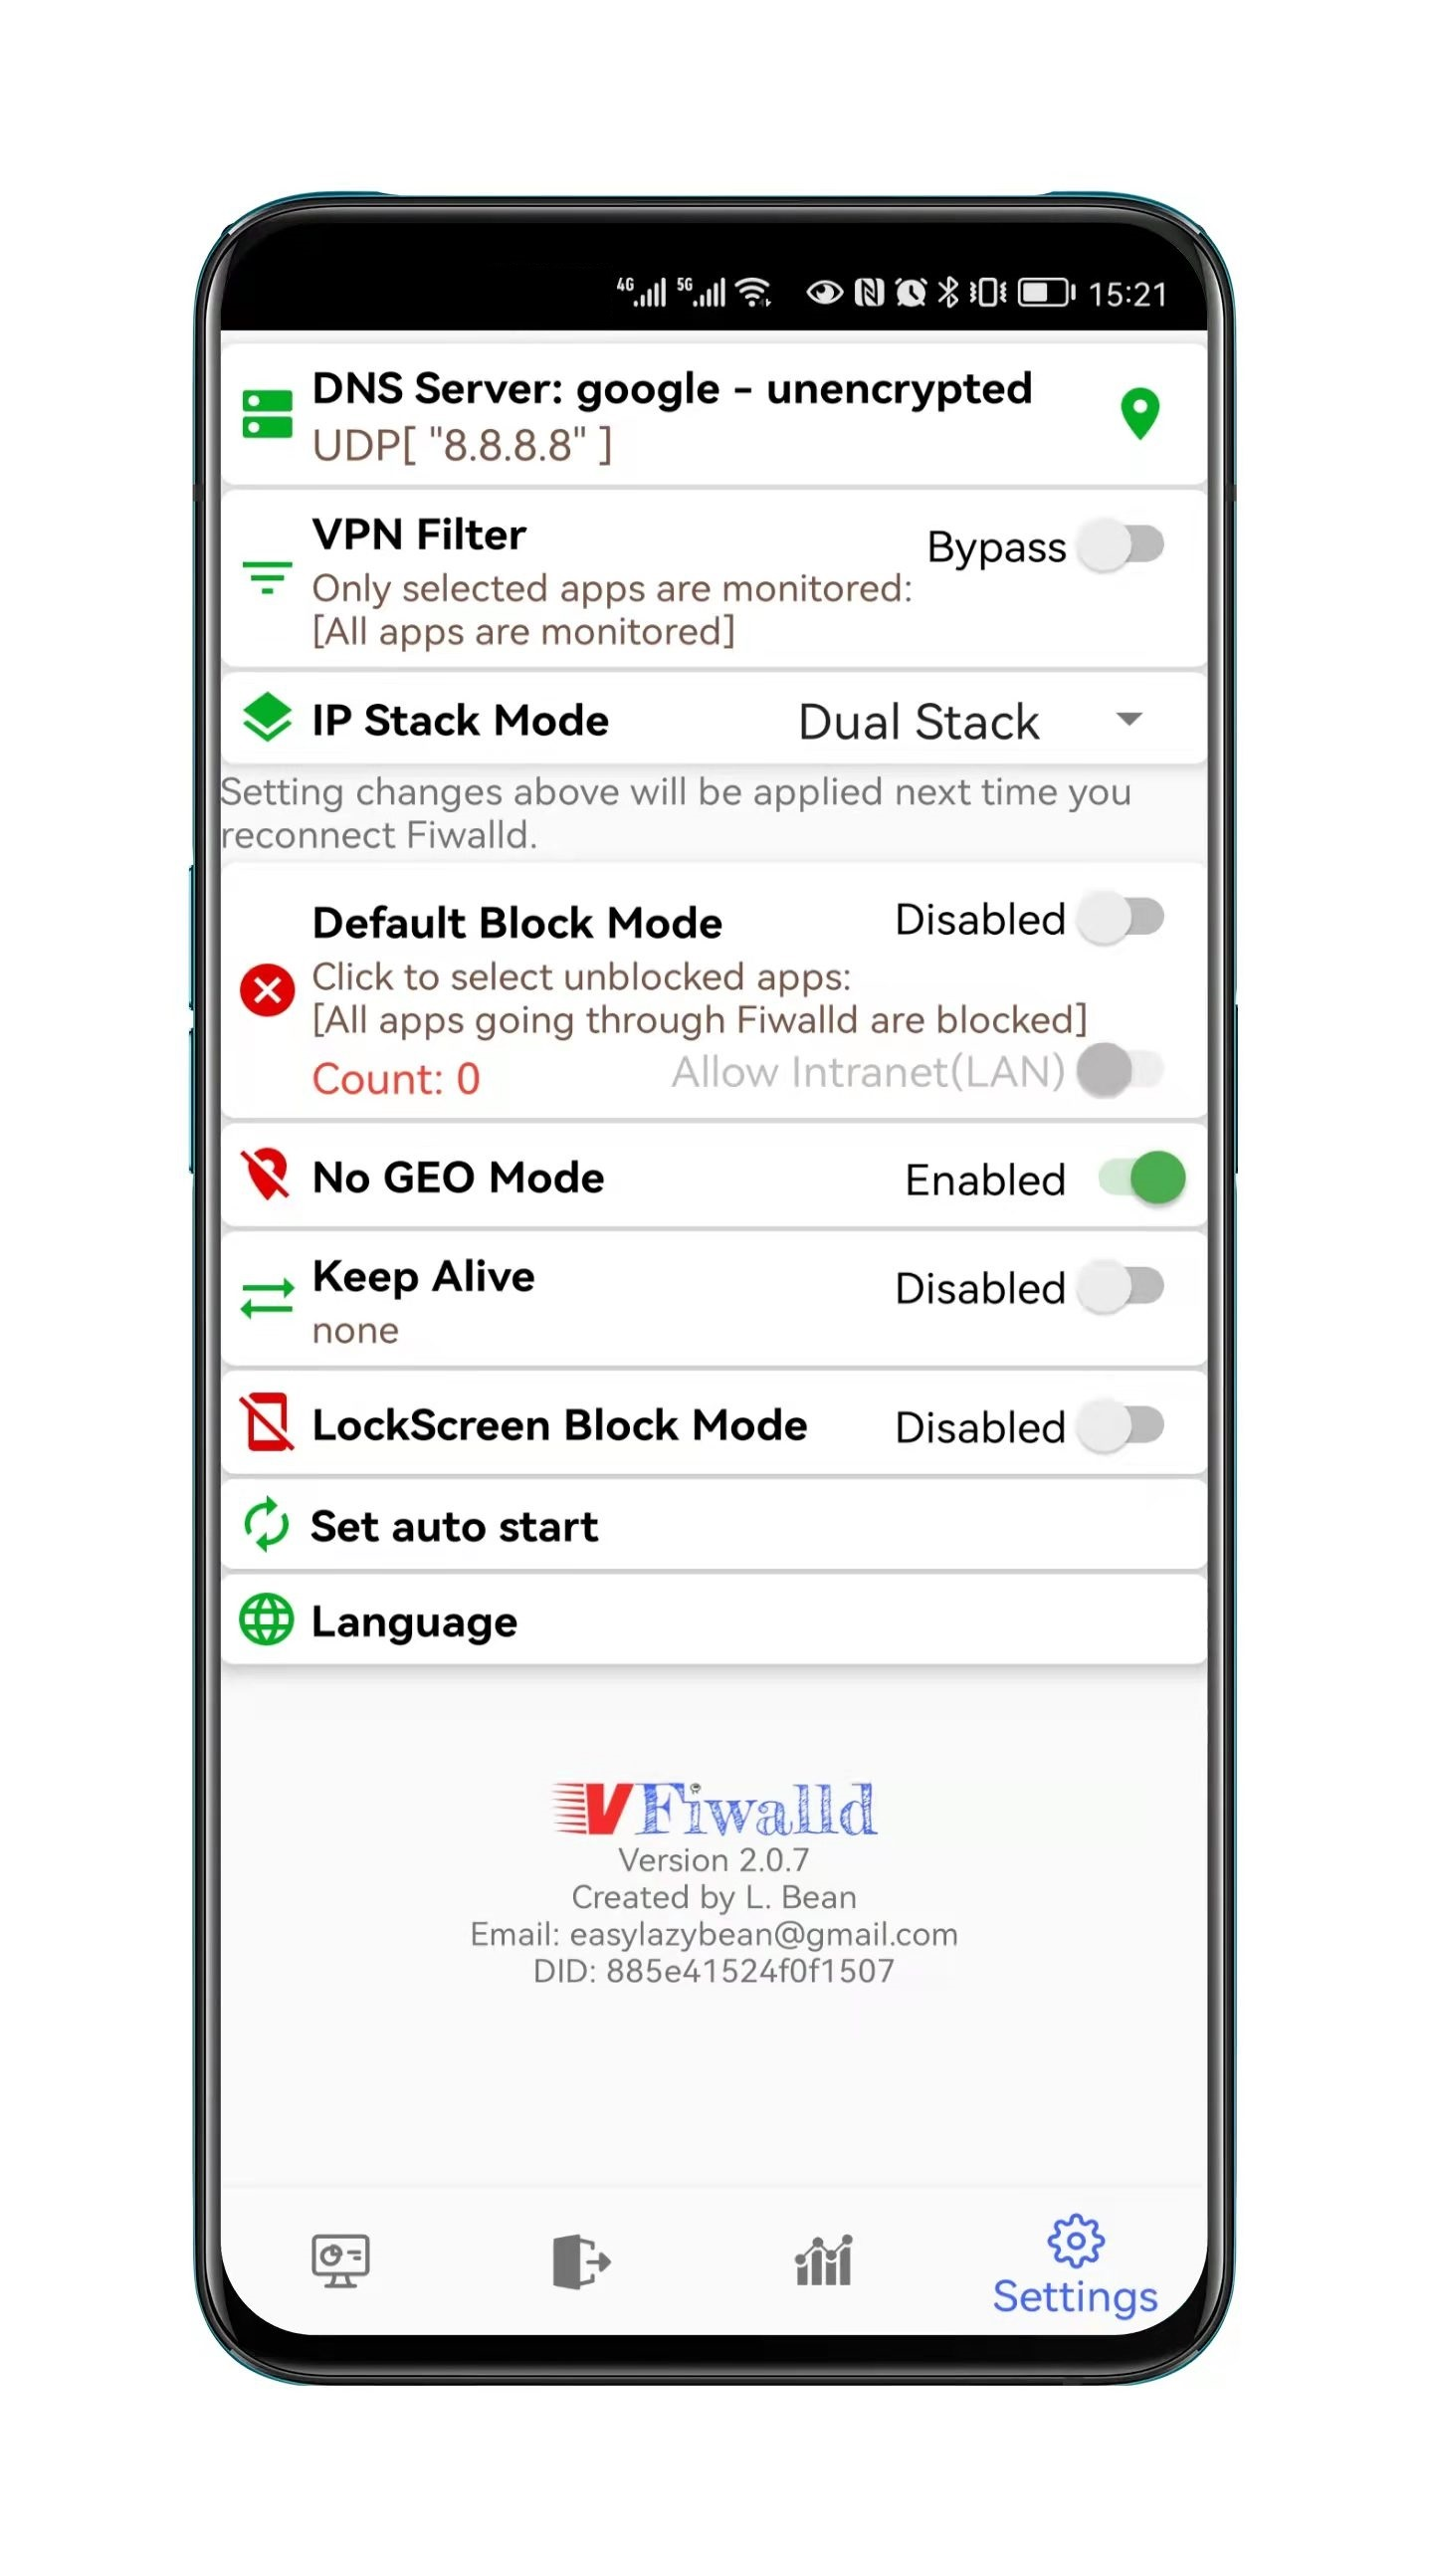 4G 5G 15:21
DNS Server: google - unencrypted
UDP[ "8.8.8.8" ]
VPN Filter
Bypass
Only selected apps are monitored:
[All apps are monitored]
IP Stack Mode
Dual Stack
Setting changes above will be applied next time you
reconnect Fiwalld.
Default Block Mode
Disabled
Click to select unblocked apps:
[All apps going through Fiwalld are blocked]
Count: 0
Allow Intranet(LAN)
No GEO Mode
Enabled
Keep Alive
Disabled
none
LockScreen Block Mode
Disabled
Set auto start
Language
V Fiwalld
Version 2.0.7
Created by L. Bean
Email: easylazybean@gmail.com
DID: 885e41524f0f1507
Settings